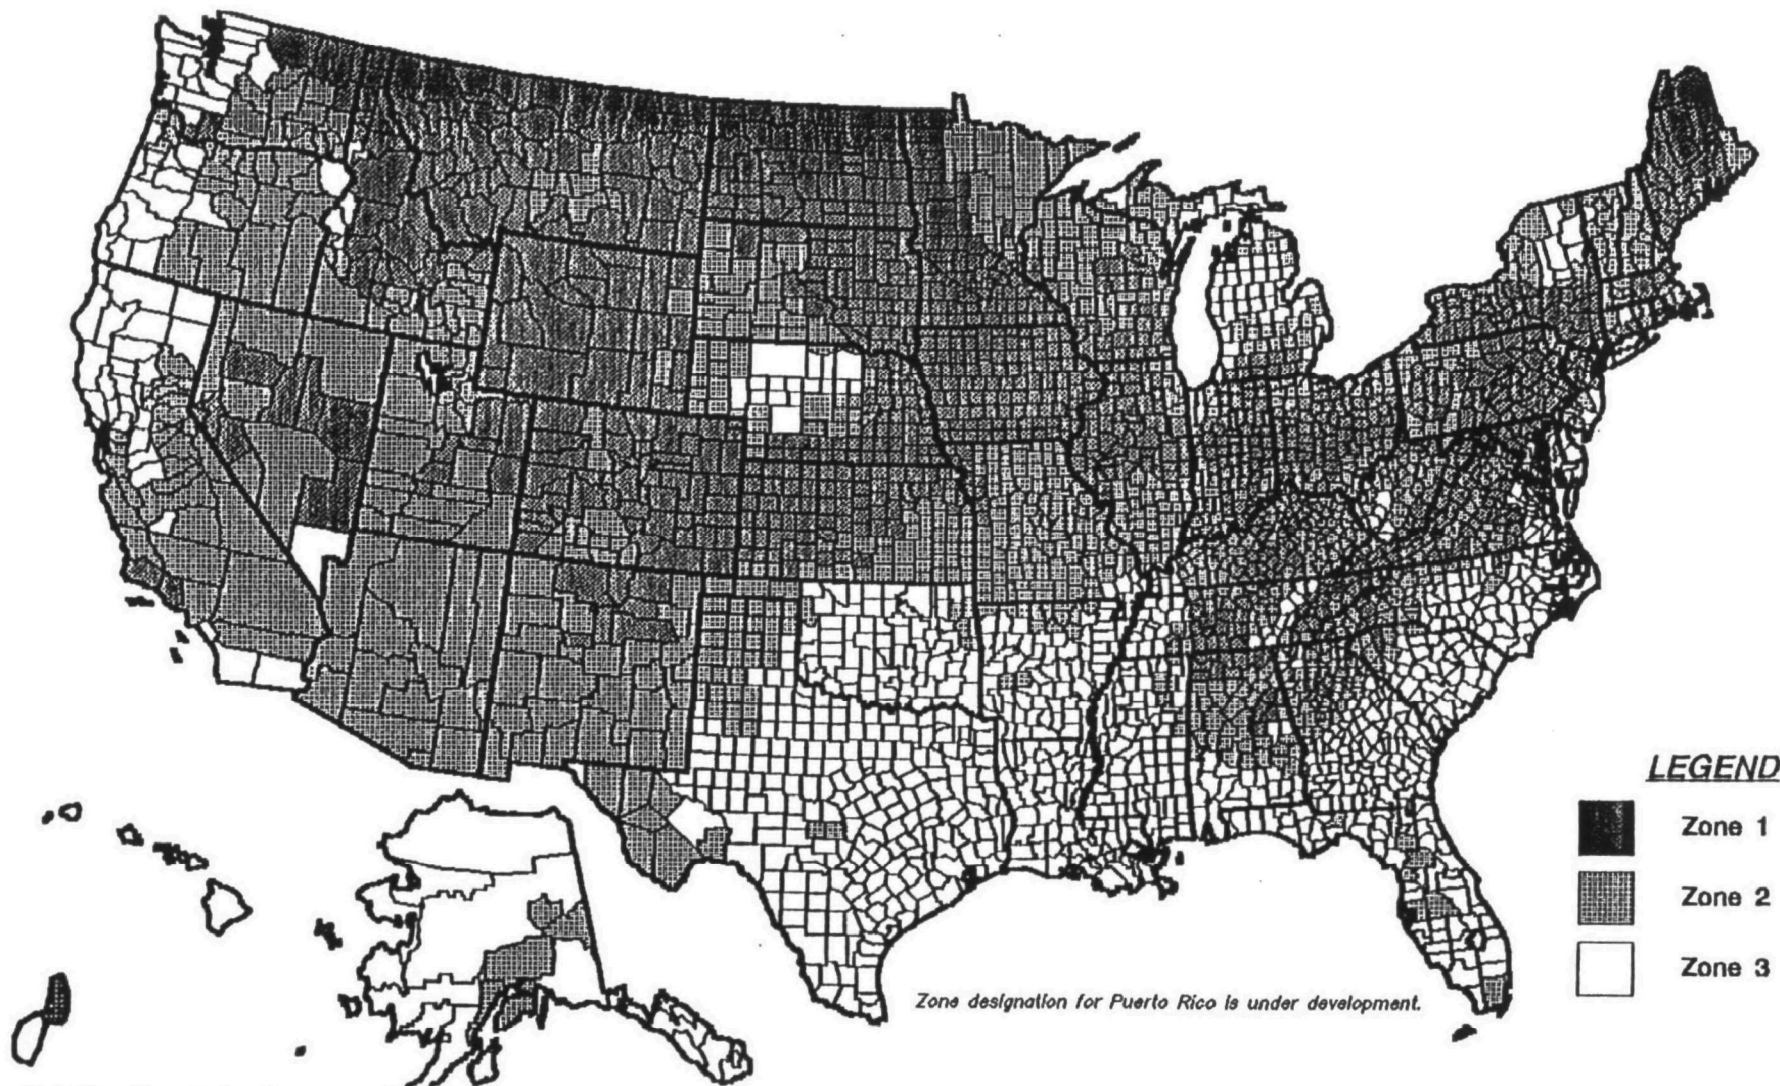 LEGEND
Zone 1
Zone 2
Zone 3
Zone designation for Puerto Rico is under development.